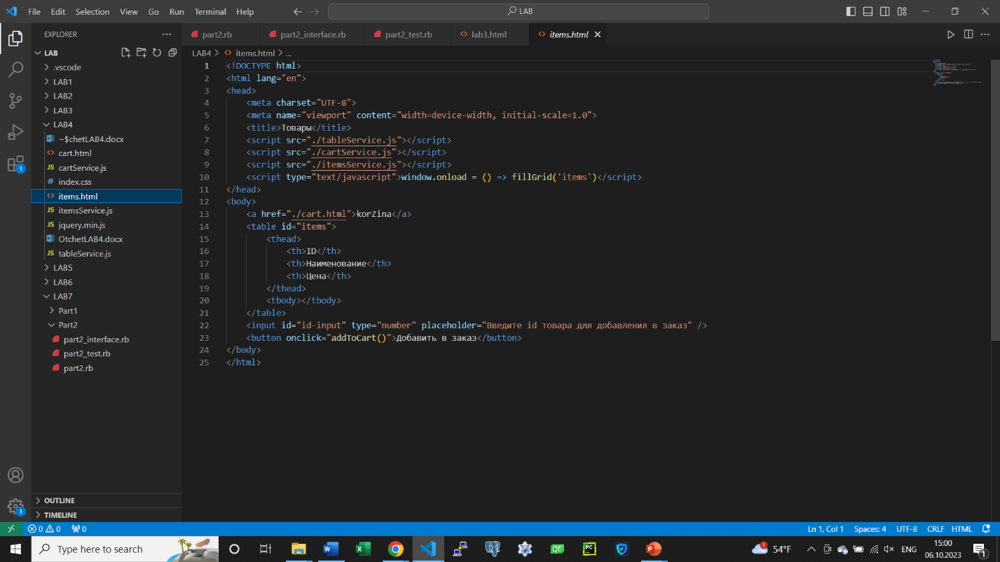 File Edit Selection View Go Run Terminal Help
LAB
EXPLORER
part2.rb
part2_interface.rb
part2_test.rb
lab3.html
items.html
LAB
.vscode
LAB1
LAB2
LAB3
LAB4
~$chetLAB4.docx
cart.html
JS cartService.js
# index.css
items.html
JS itemsService.js
JS jquery.min.js
OtchetLAB4.docx
JS tableService.js
LAB5
LAB6
LAB7
Part1
Part2
part2_interface.rb
part2_test.rb
part2.rb
OUTLINE
TIMELINE
LAB4 > items.html > ...
1 <!DOCTYPE html>
2 <html lang="en">
3 <head>
4 <meta charset="UTF-8">
5 <meta name="viewport" content="width=device-width, initial-scale=1.0">
6 <title>Товары</title>
7 <script src="./tableService.js"></script>
8 <script src="./cartService.js"></script>
9 <script src="./itemsService.js"></script>
10 <script type="text/javascript">window.onload = () => fillGrid('items')</script>
11 </head>
12 <body>
13 <a href="./cart.html">korZina</a>
14 <table id="items">
15 <thead>
16 <th>ID</th>
17 <th>Наименование</th>
18 <th>Цена</th>
19 </thead>
20 <tbody></tbody>
21 </table>
22 <input id="id-input" type="number" placeholder="Введите id товара для добавления в заказ" />
23 <button onclick="addToCart()">Добавить в заказ</button>
24 </body>
25 </html>
1
1
0 0 0
Ln 1, Col 1 Spaces: 4 UTF-8 CRLF HTML
Type here to search
W
X
QC
PC
P
1
54°F
ENG
15:00
06.10.2023
1